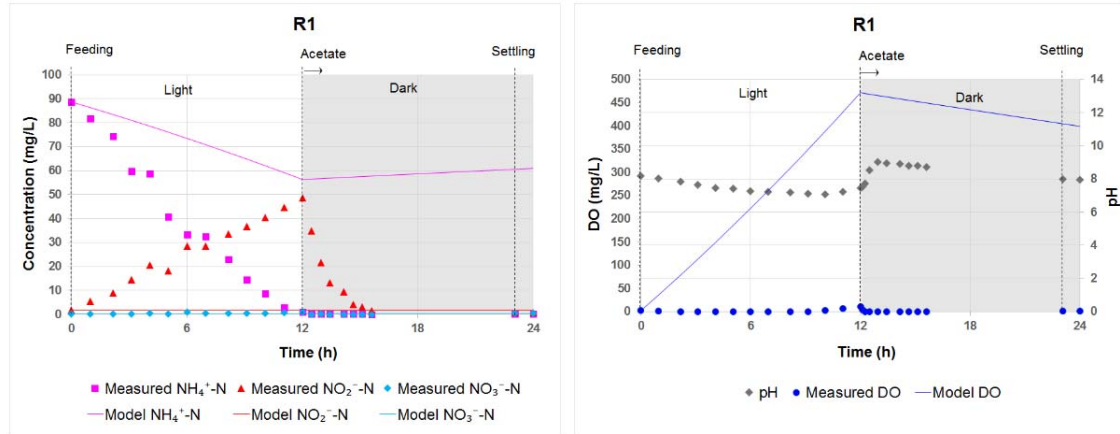 R1
Feeding
Acetate
→
Settling
Light
Dark
Concentration (mg/L)
100
90
80
70
60
50
40
30
20
10
0
0 6 12 18 24
Time (h)
Measured NH₄⁺-N Measured NO₂⁻-N Measured NO₃⁻-N
Model NH₄⁺-N Model NO₂⁻-N Model NO₃⁻-N
R1
Feeding
Acetate
→
Settling
Light
Dark
DO (mg/L)
500
450
400
350
300
250
200
150
100
50
0
14
12
10
8
6
4
2
0
pH
0 6 12 18 24
Time (h)
pH Measured DO Model DO